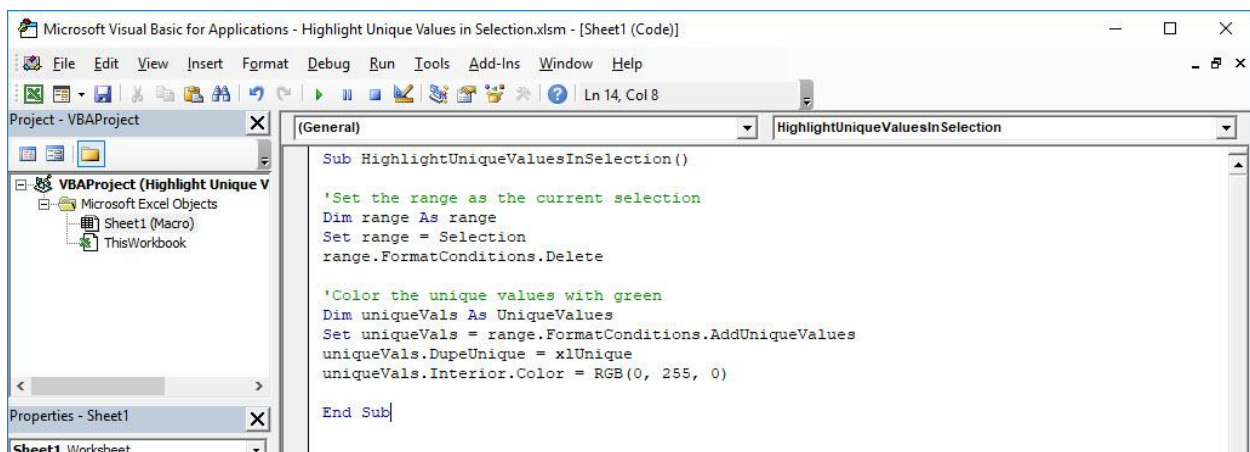 Microsoft Visual Basic for Applications - Highlight Unique Values in Selection.xlsm - [Sheet1 (Code)]
File Edit View Insert Format Debug Run Tools Add-Ins Window Help
Ln 14, Col 8
Project - VBAProject
(General)
HighlightUniqueValuesInSelection
VBAProject (Highlight Unique V
Microsoft Excel Objects
Sheet1 (Macro)
ThisWorkbook
Properties - Sheet1
Sheet1 Worksheet
Sub HighlightUniqueValuesInSelection()
'Set the range as the current selection
Dim range As range
Set range = Selection
range.FormatConditions.Delete
'Color the unique values with green
Dim uniqueVals As UniqueValues
Set uniqueVals = range.FormatConditions.AddUniqueValues
uniqueVals.DupeUnique = xlUnique
uniqueVals.Interior.Color = RGB(0, 255, 0)
End Sub